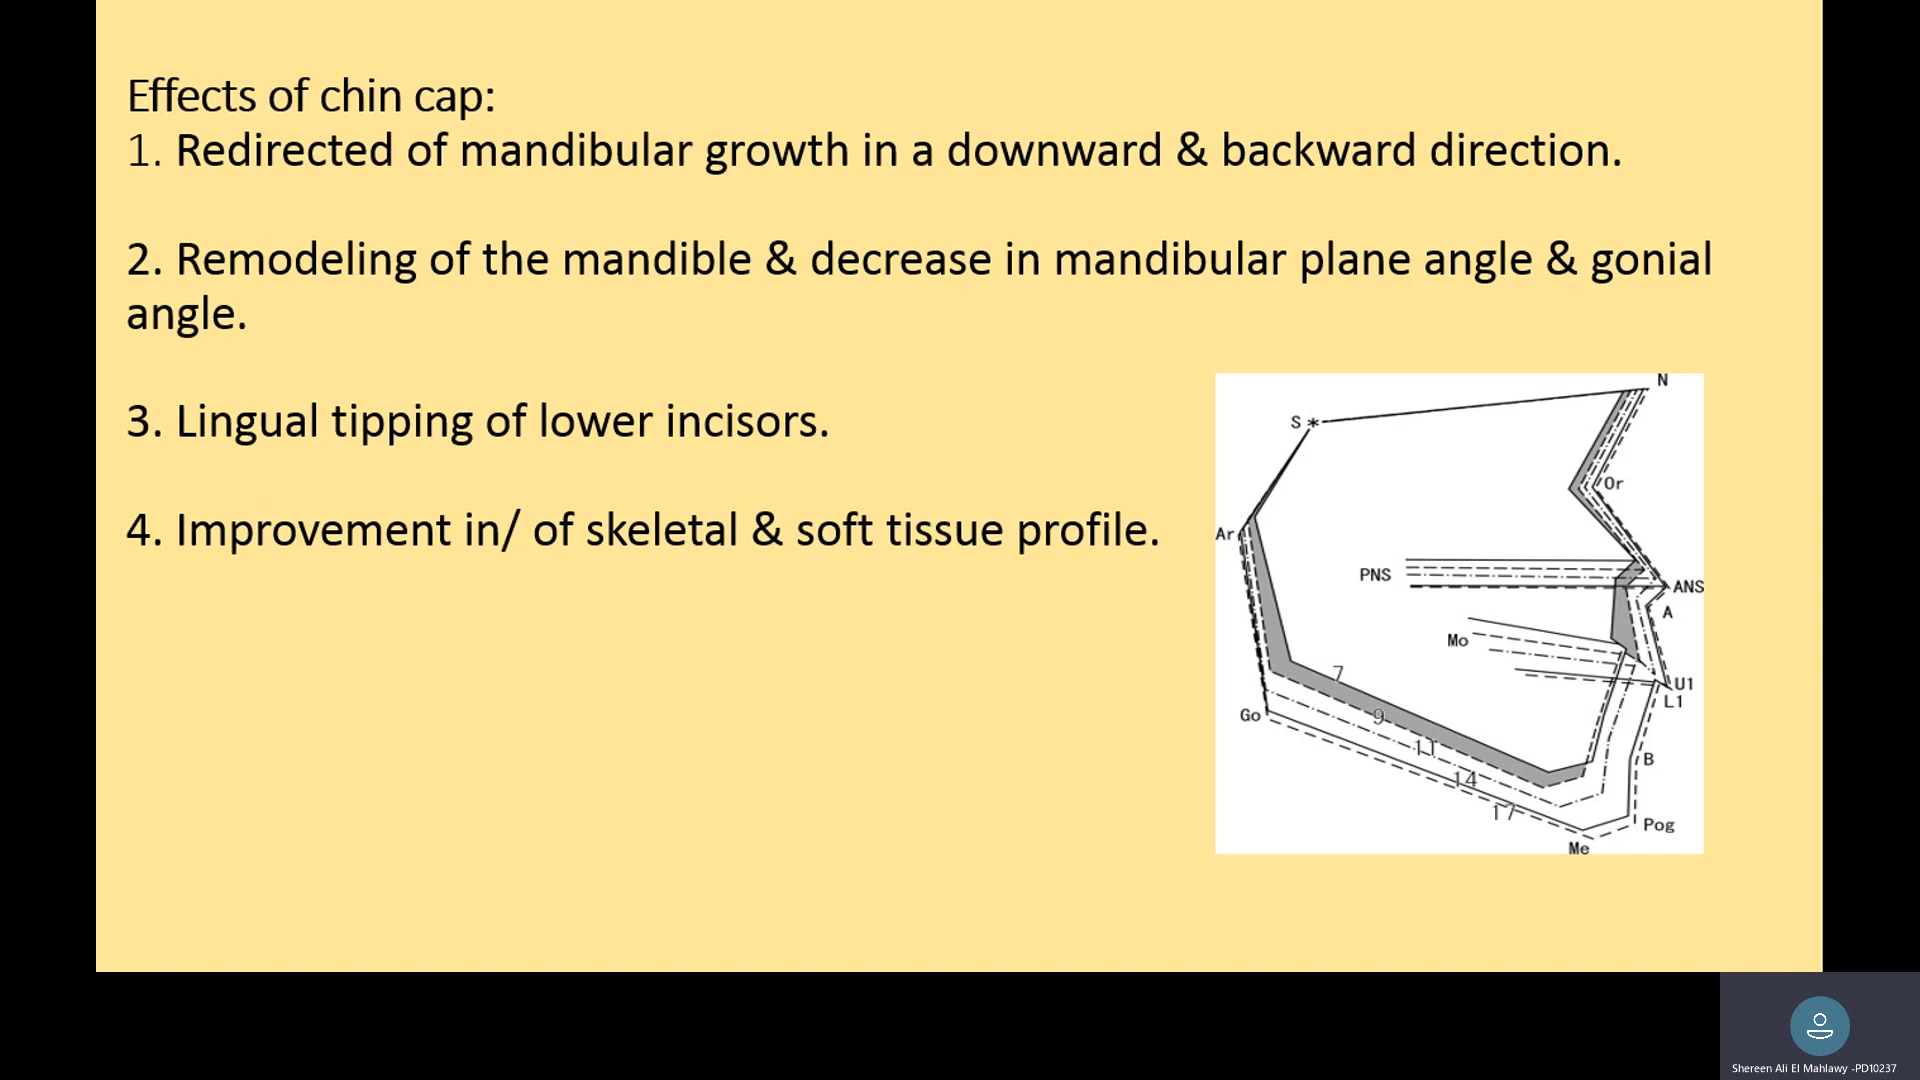 Effects of chin cap:
1. Redirected of mandibular growth in a downward & backward direction.
2. Remodeling of the mandible & decrease in mandibular plane angle & gonial
angle.
3. Lingual tipping of lower incisors.
4. Improvement in/ of skeletal & soft tissue profile.
N
S
Or
Ar
PNS
ANS
A
Mo
7
U1
L1
Go
9
11
B
14
17
Pog
Me
Shereen Ali El Mahlawy -PD10237